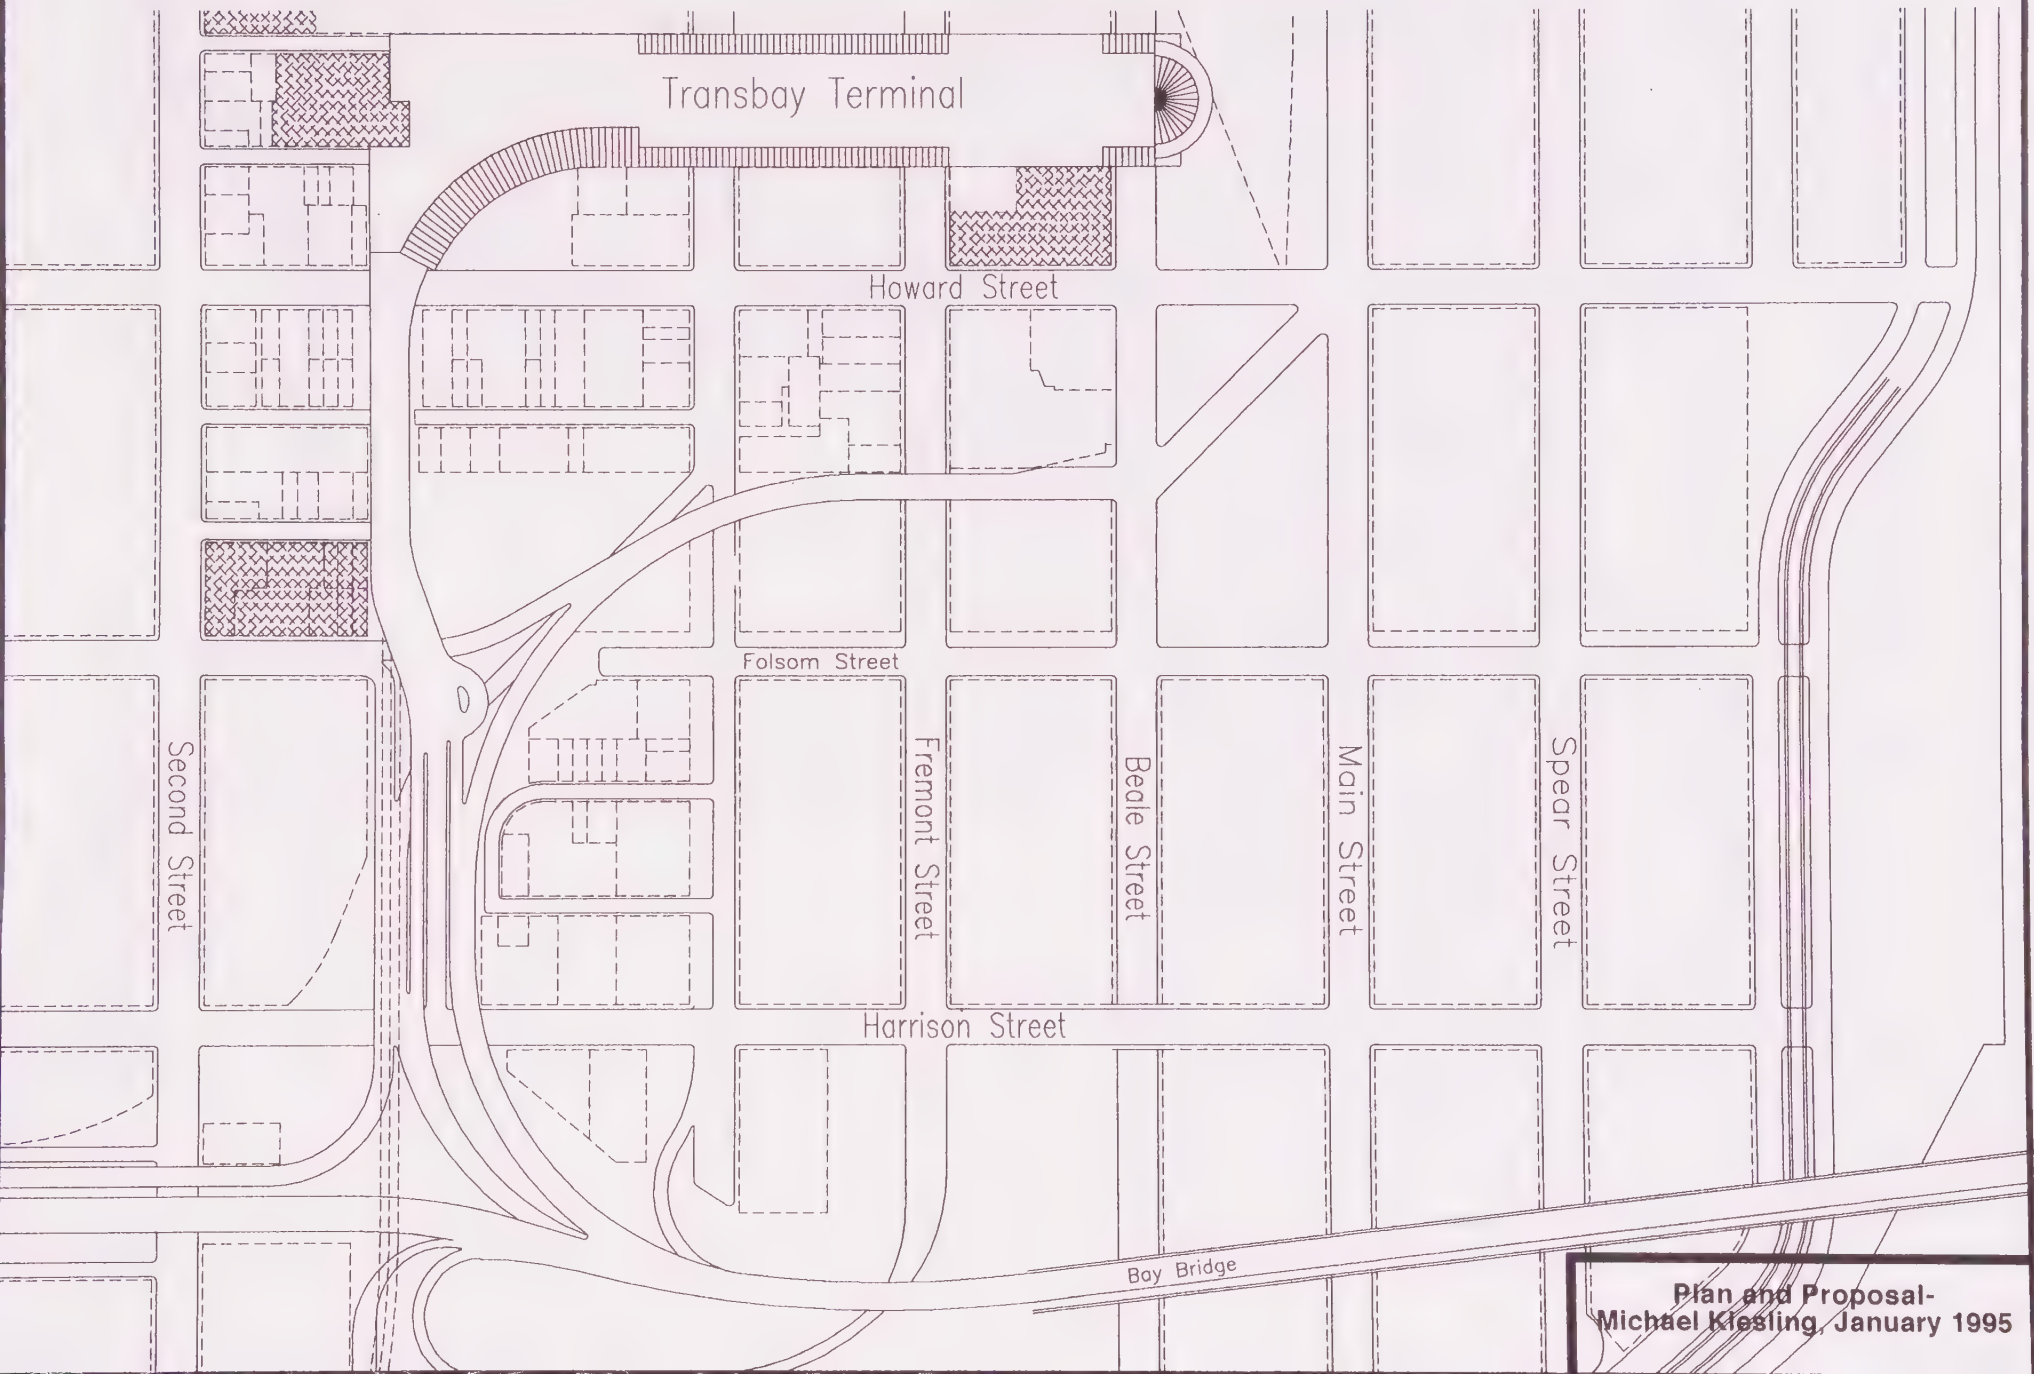 Transbay Terminal
Howard Street
Folsom Street
Second Street
Fremont Street
Beale Street
Main Street
Spear Street
Harrison Street
Bay Bridge
Plan and Proposal-
Michael Kiesling, January 1995